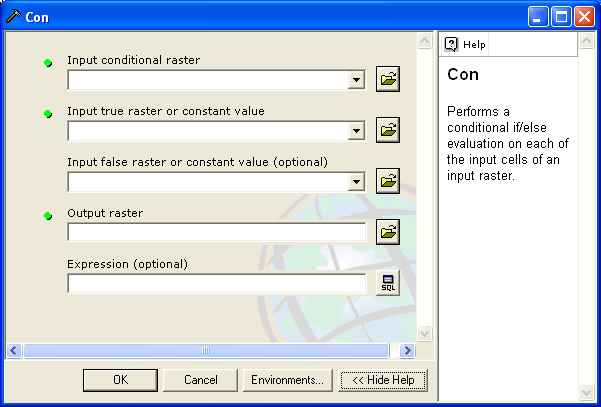 Con
Input conditional raster
Input true raster or constant value
Input false raster or constant value (optional)
Output raster
Expression (optional)
SQL
OK
Cancel
Environments...
<< Hide Help
Help
Con
Performs a
conditional if/else
evaluation on each of
the input cells of an
input raster.